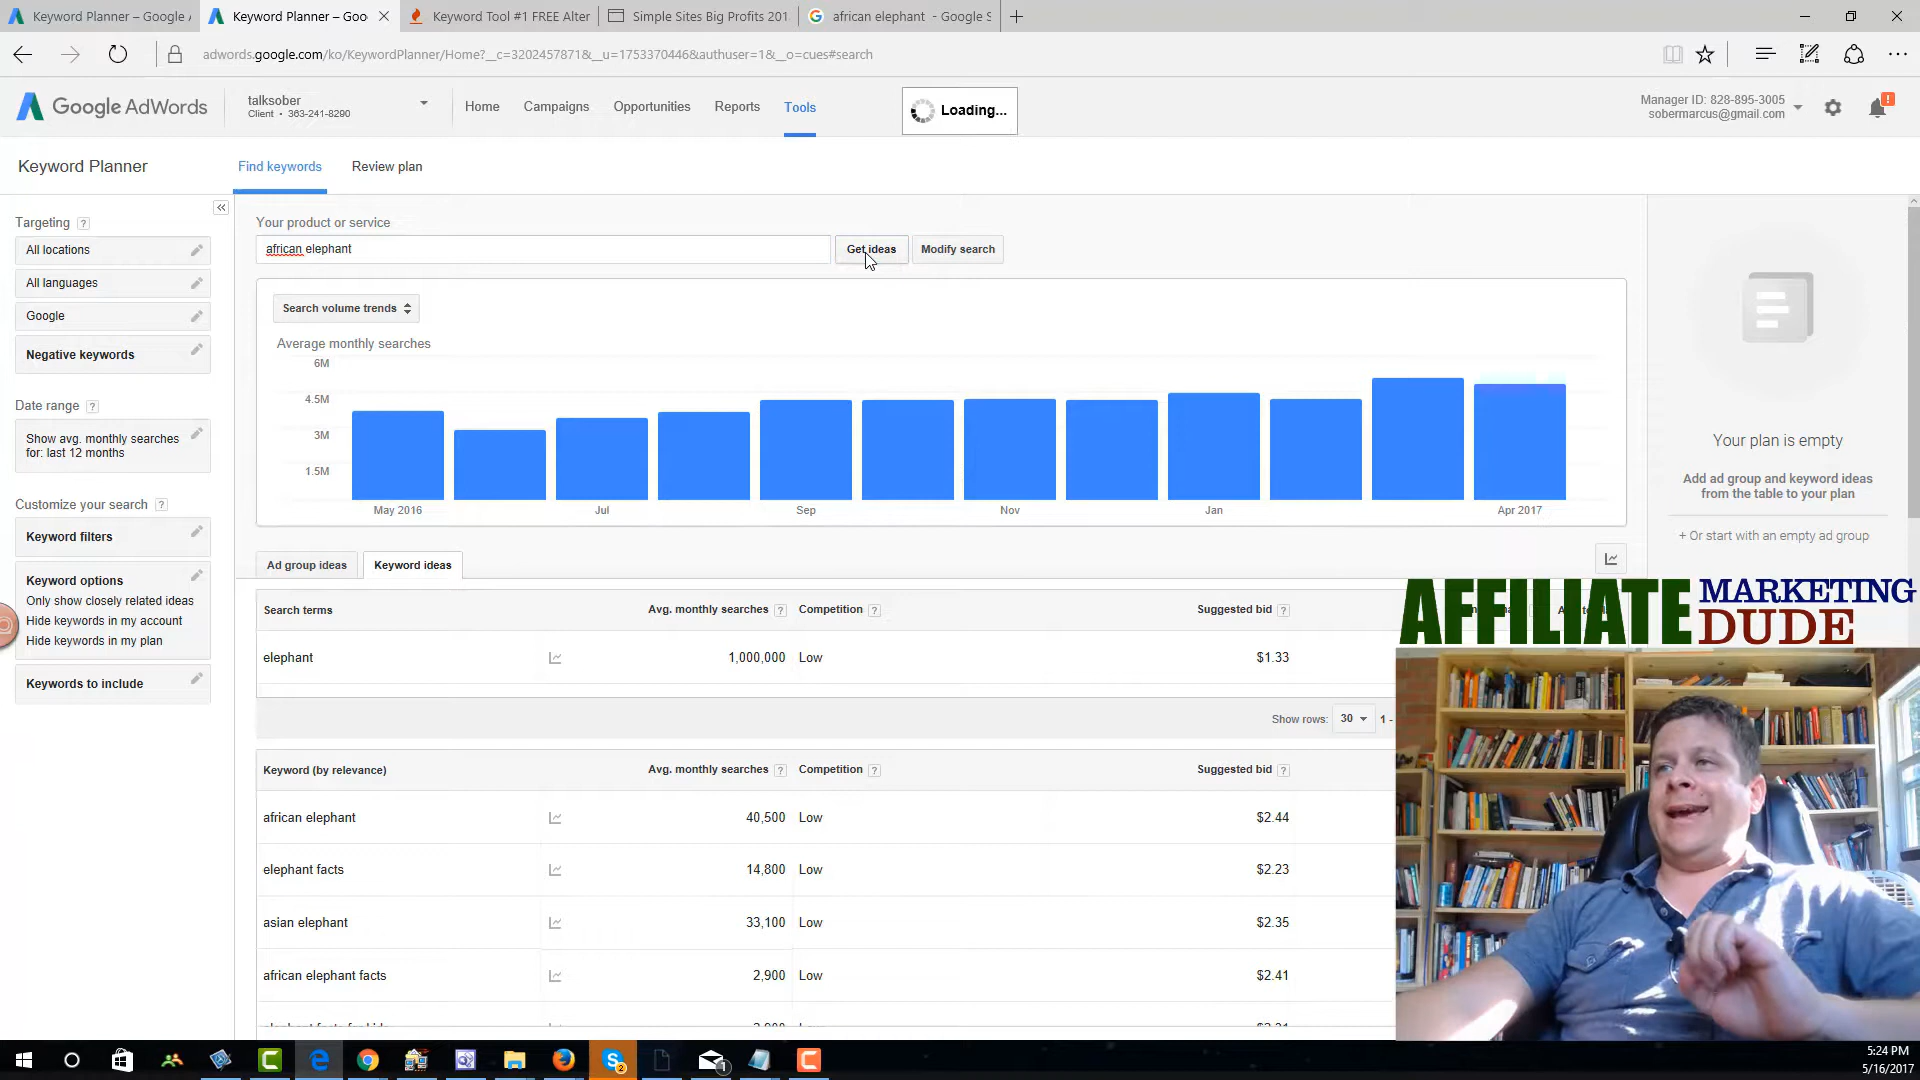 Keyword Planner – Google A
Keyword Planner – Goo
Keyword Tool #1 FREE Alter
Simple Sites Big Profits 201
african elephant - Google S
adwords.google.com/ko/KeywordPlanner/Home?__c=3202457871&__u=1753370446&authuser=1&__o=cues#search
Google AdWords
talksober
Client • 363-241-8290
Home
Campaigns
Opportunities
Reports
Tools
Loading...
Manager ID: 828-895-3005
sobermarcus@gmail.com
!
Keyword Planner
Find keywords
Review plan
Targeting ?
All locations
All languages
Google
Negative keywords
Date range ?
Show avg. monthly searches
for: last 12 months
Customize your search ?
Keyword filters
Keyword options
Only show closely related ideas
Hide keywords in my account
Hide keywords in my plan
Keywords to include
Your product or service
african elephant
Get ideas
Modify search
Search volume trends
Average monthly searches
6M
4.5M
3M
1.5M
May 2016 Jul Sep Nov Jan Apr 2017
Your plan is empty
Add ad group and keyword ideas
from the table to your plan
+ Or start with an empty ad group
Ad group ideas
Keyword ideas
Search terms Avg. monthly searches ? Competition ? Suggested bid ?
elephant 1,000,000 Low $1.33
Show rows: 30 1 -
Keyword (by relevance) Avg. monthly searches ? Competition ? Suggested bid ?
african elephant 40,500 Low $2.44
elephant facts 14,800 Low $2.23
asian elephant 33,100 Low $2.35
african elephant facts 2,900 Low $2.41
AFFILIATE MARKETING
DUDE
5:24 PM
5/16/2017